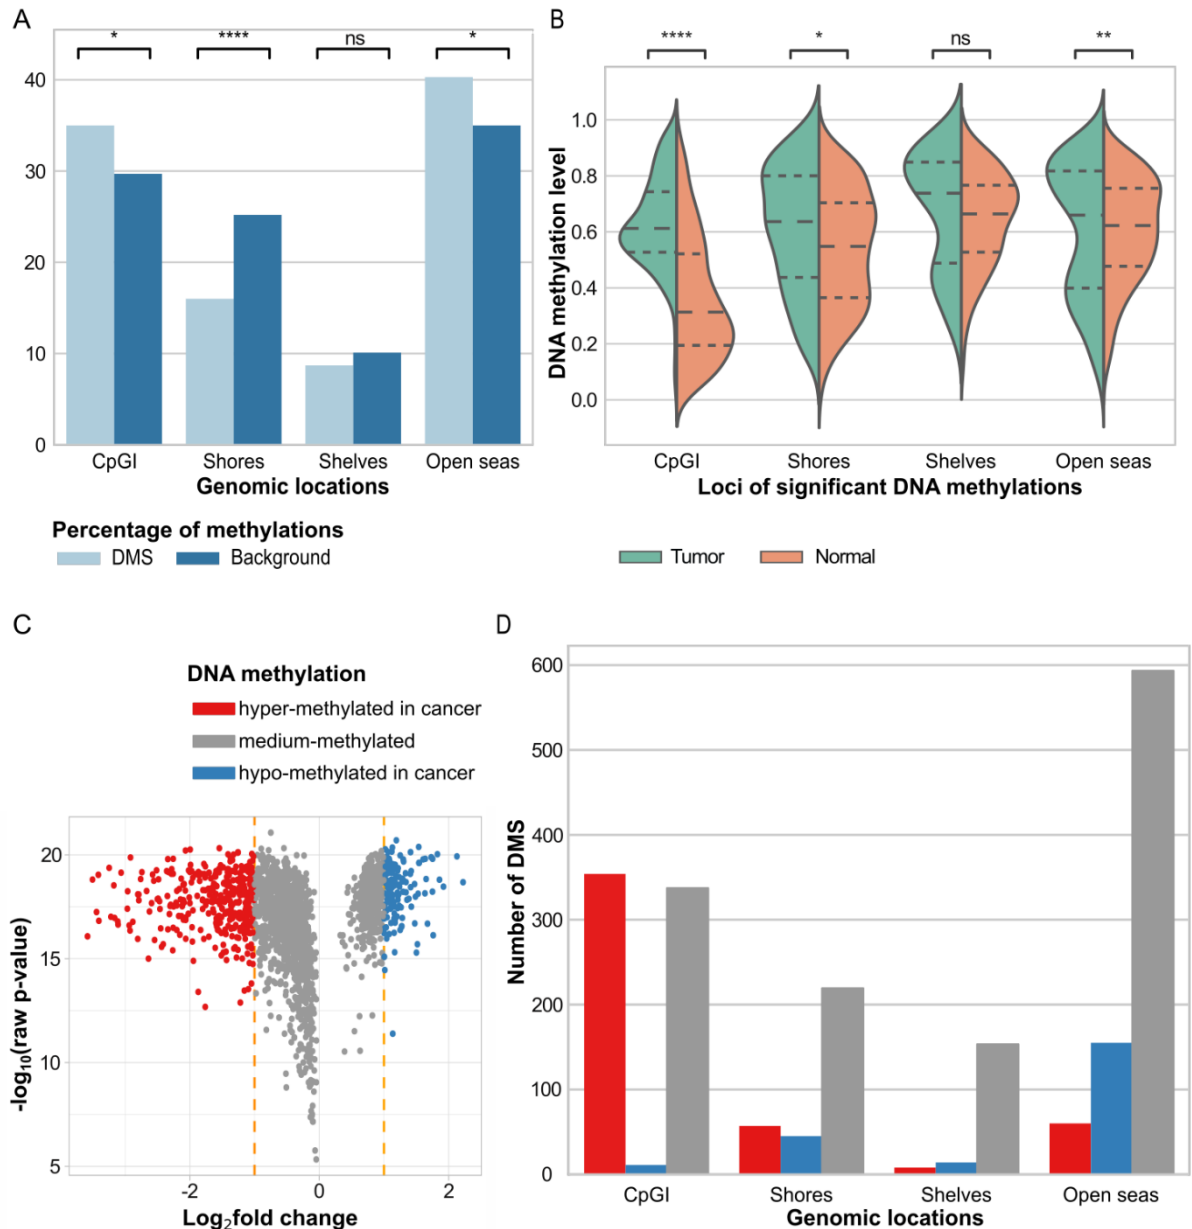 A
* **** ns *
40
30
20
10
0
CpGI Shores Shelves Open seas
Genomic locations
Percentage of methylations
DMS Background
B
**** * ns **
DNA methylation level
1.0
0.8
0.6
0.4
0.2
0.0
CpGI Shores Shelves Open seas
Loci of significant DNA methylations
Tumor Normal
C
DNA methylation
hyper-methylated in cancer
medium-methylated
hypo-methylated in cancer
-log10(raw p-value)
20
15
10
5
-2 0 2
Log2fold change
D
Number of DMS
600
500
400
300
200
100
0
CpGI Shores Shelves Open seas
Genomic locations